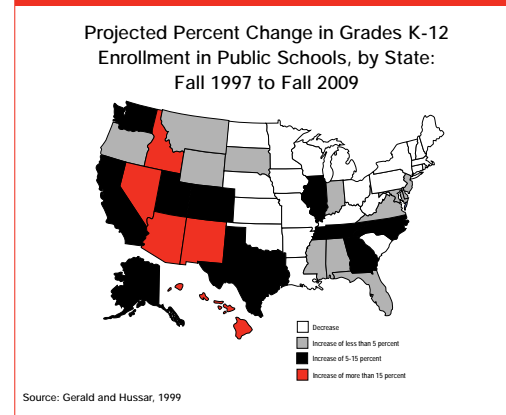 Projected Percent Change in Grades K-12
Enrollment in Public Schools, by State:
Fall 1997 to Fall 2009
Decrease
Increase of less than 5 percent
Increase of 5-15 percent
Increase of more than 15 percent
Source: Gerald and Hussar, 1999